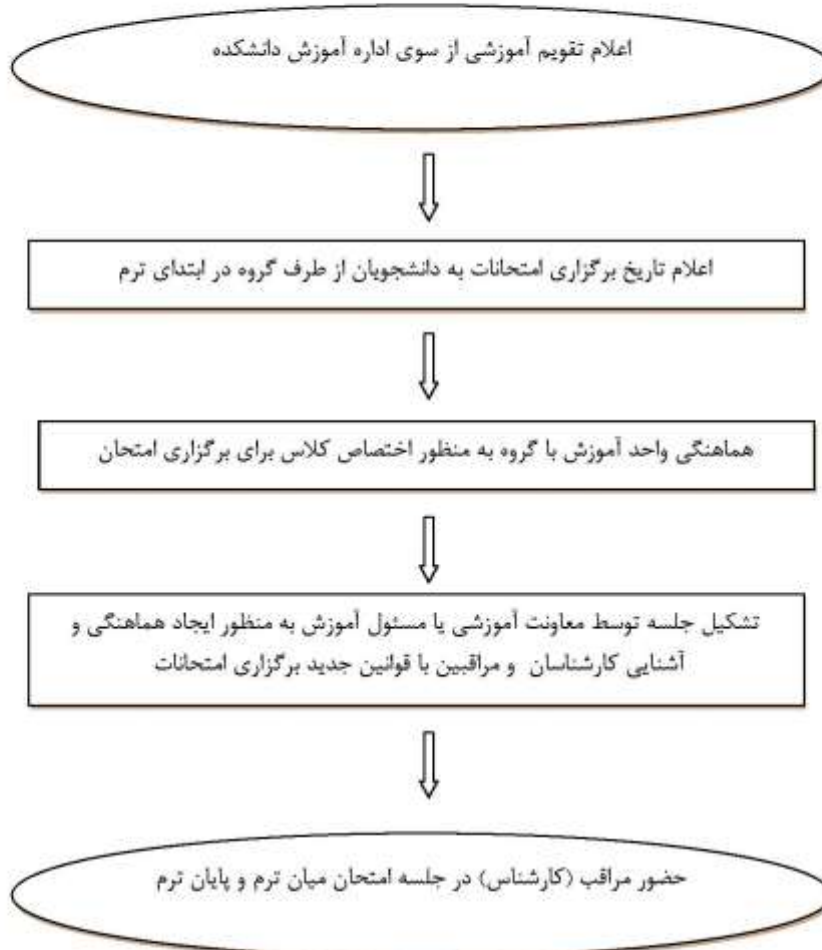 اعلام تقویم آموزشی از سوی اداره آموزش دانشکده
اعلام تاریخ برگزاری امتحانات به دانشجویان از طرف گروه در ابتدای ترم
هماهنگی واحد آموزش با گروه به منظور اختصاص کلاس برای برگزاری امتحان
تشکیل جلسه توسط معاونت آموزشی یا مسئول آموزش به منظور ایجاد هماهنگی و
آشنایی کارشناسان و مراقبین با قوانین جدید برگزاری امتحانات
حضور مراقب (کارشناس) در جلسه امتحان میان ترم و پایان ترم